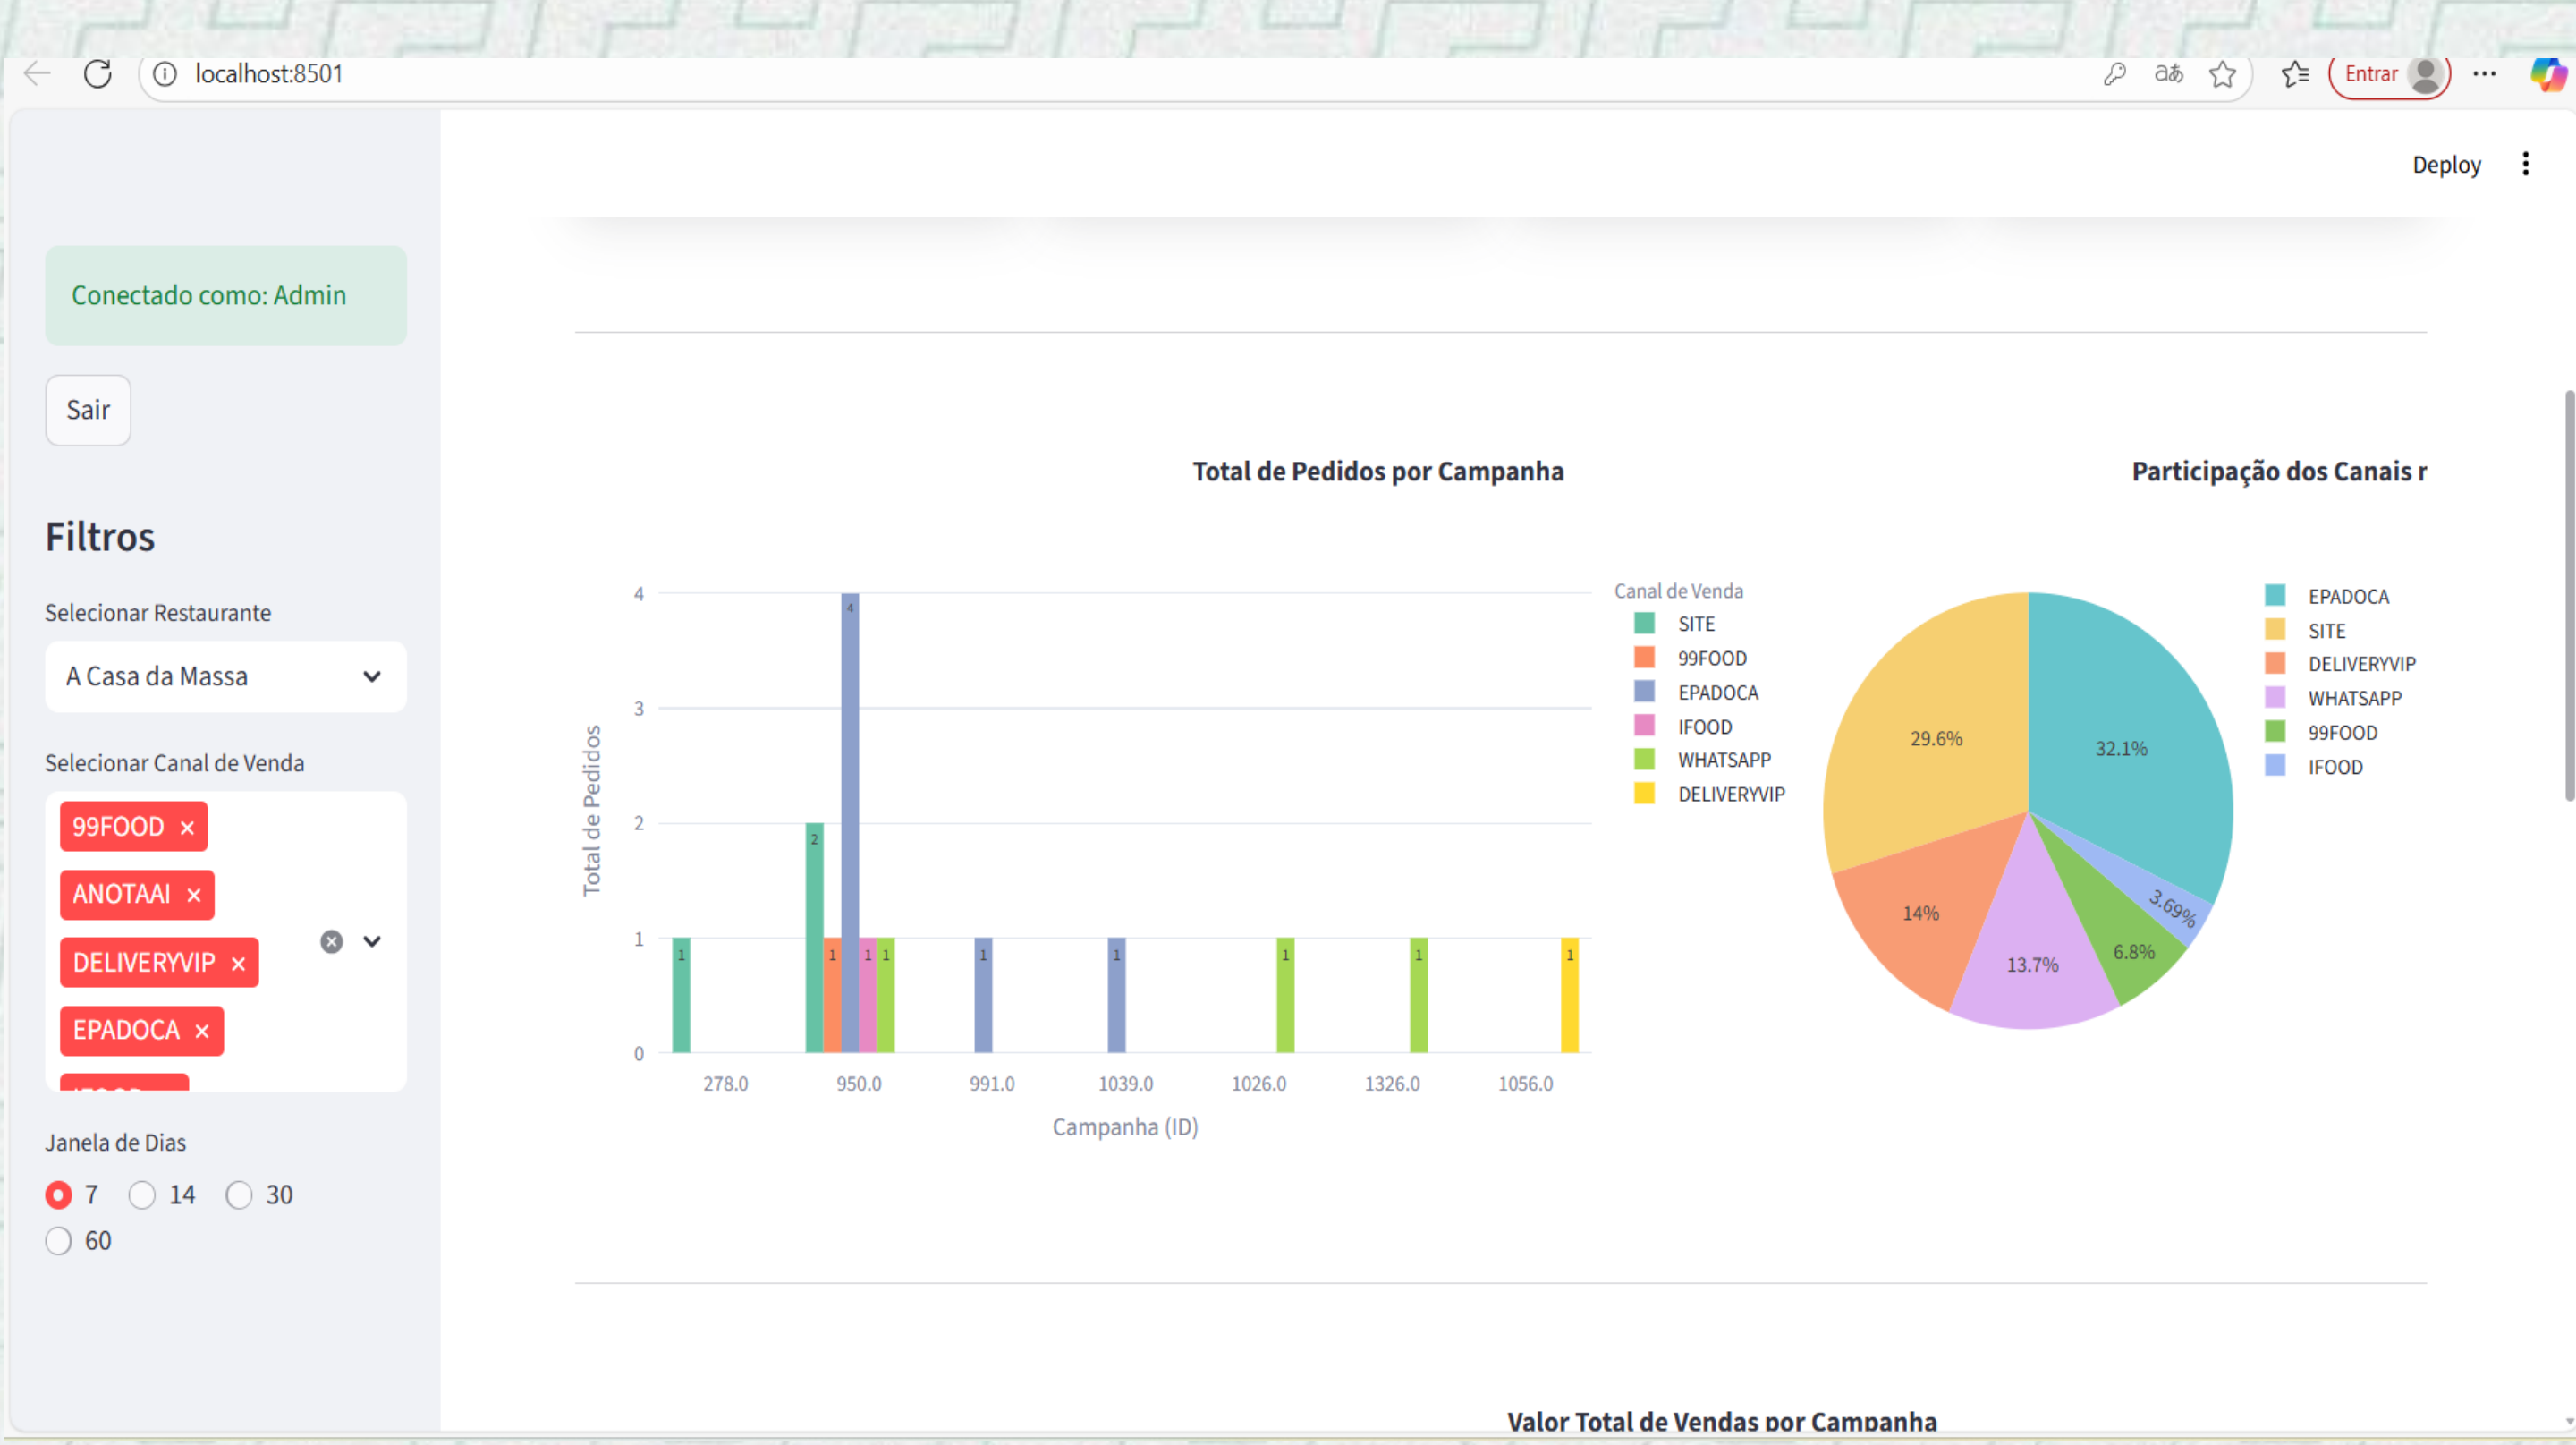 localhost:8501
aあ
Entrar
Deploy
Conectado como: Admin
Sair
Filtros
Selecionar Restaurante
A Casa da Massa
Selecionar Canal de Venda
99FOOD ×
ANOTAAI ×
DELIVERYVIP ×
EPADOCA ×
Janela de Dias
7
14
30
60
Total de Pedidos por Campanha
Total de Pedidos
4
3
2
1
0
1
2
1
4
1
1
1
1
1
1
1
278.0
950.0
991.0
1039.0
1026.0
1326.0
1056.0
Campanha (ID)
Canal de Venda
SITE
99FOOD
EPADOCA
IFOOD
WHATSAPP
DELIVERYVIP
Participação dos Canais r
29.6%
32.1%
14%
13.7%
6.8%
3.69%
EPADOCA
SITE
DELIVERYVIP
WHATSAPP
99FOOD
IFOOD
Valor Total de Vendas por Campanha